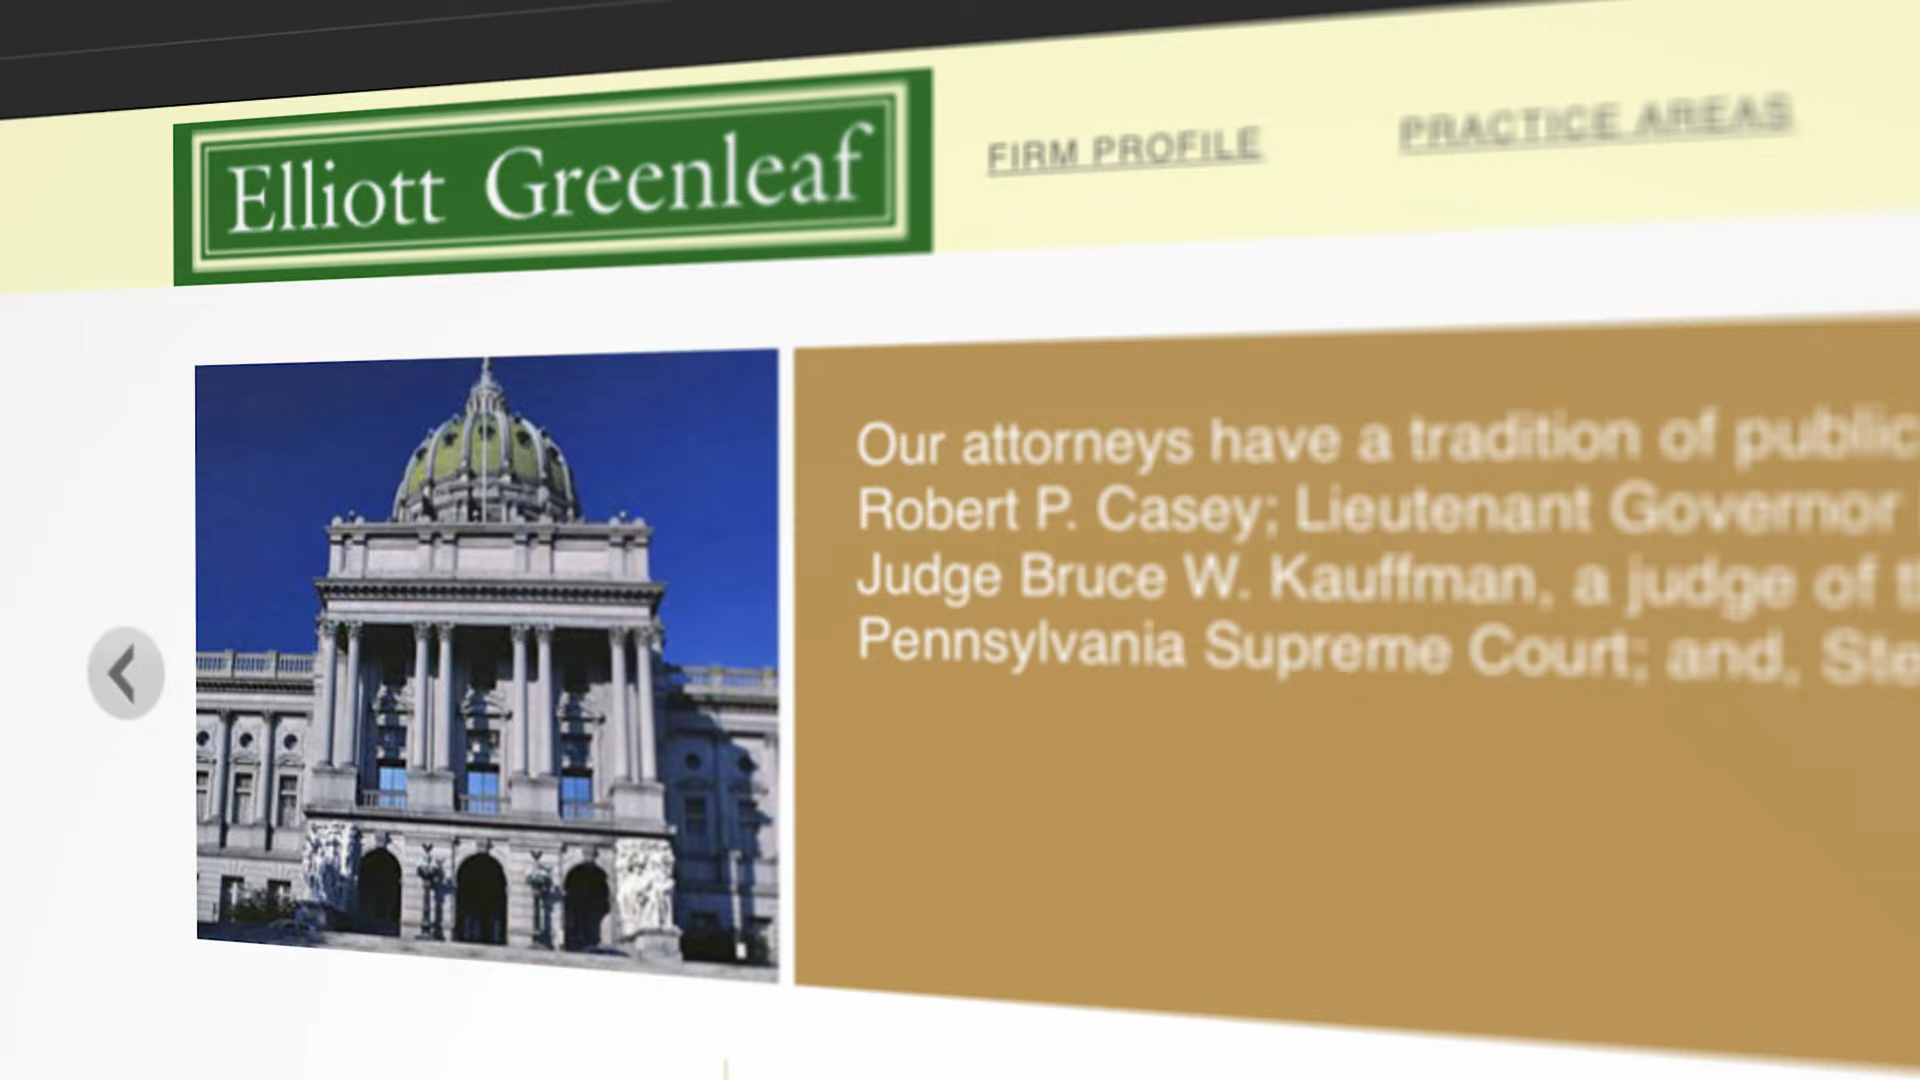 Elliott Greenleaf
FIRM PROFILE
PRACTICE AREAS
Our attorneys have a tradition of public
Robert P. Casey; Lieutenant Governor
Judge Bruce W. Kauffman, a judge of
Pennsylvania Supreme Court; and,